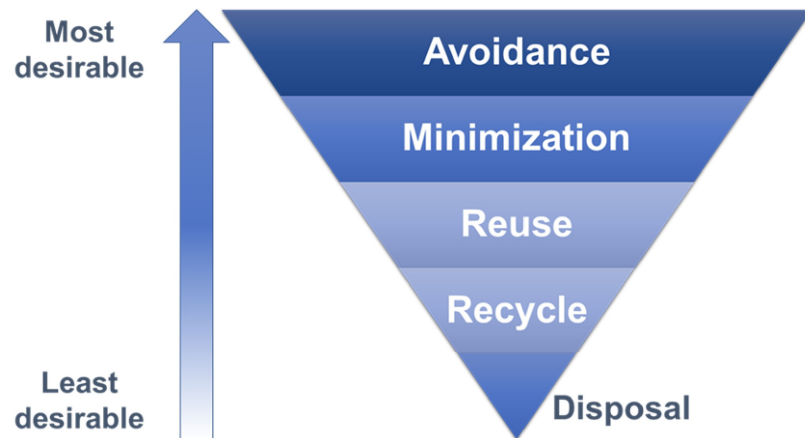 Most
desirable
Avoidance
Minimization
Reuse
Recycle
Least
desirable
Disposal